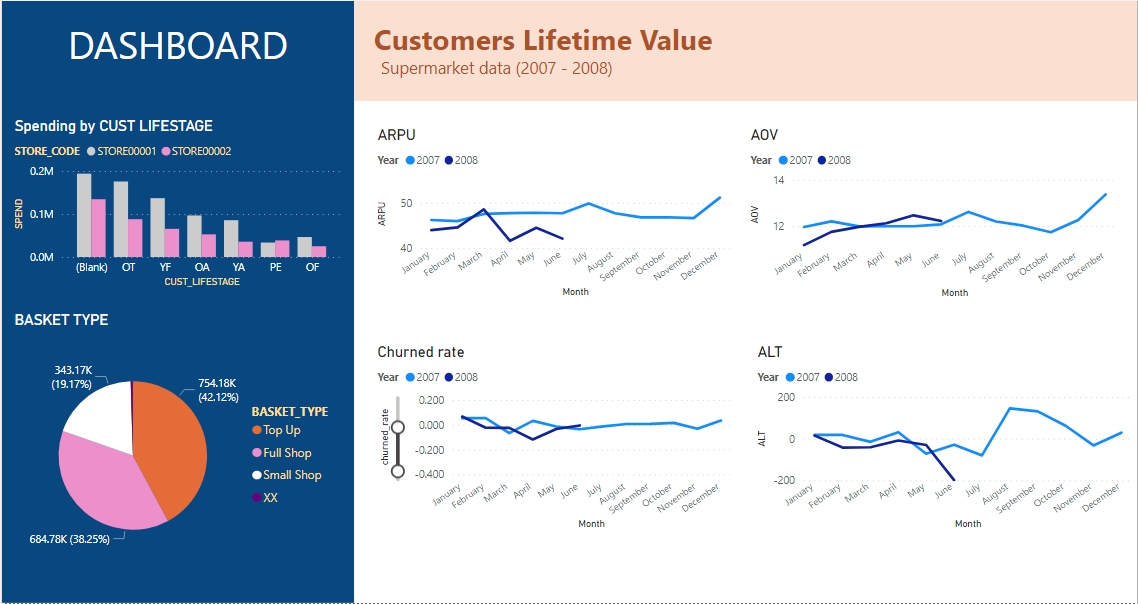 DASHBOARD
Customers Lifetime Value
Supermarket data (2007 - 2008)
Spending by CUST LIFESTAGE
STORE_CODE STORE00001 STORE00002
0.2M
0.1M
0.0M
SPEND
(Blank) OT YF OA YA PE OF
CUST_LIFESTAGE
BASKET TYPE
343.17K
(19.17%)
754.18K
(42.12%)
684.78K (38.25%)
BASKET_TYPE
Top Up
Full Shop
Small Shop
XX
ARPU
Year 2007 2008
50
40
ARPU
January February March April May June July August September October November December
Month
AOV
Year 2007 2008
14
12
AOV
January February March April May June July August September October November December
Month
Churned rate
Year 2007 2008
0.200
0.000
-0.200
-0.400
churned_rate
January February March April May June July August September October November December
Month
ALT
Year 2007 2008
200
0
-200
ALT
January February March April May June July August September October November December
Month